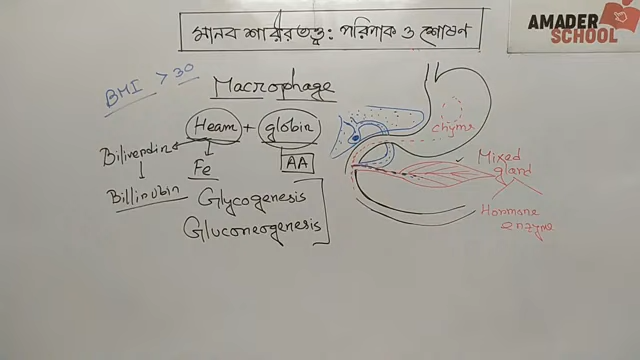 মানব শারীরতত্ত্ব: পরিপাক ও শোষণ
AMADER
SCHOOL
BMI > 30
Macrophage
Heam + globin
Biliverdin
Fe
AA
Billirubin
Glycogenesis
Gluconeogenesis
chyme
Mixed
gland
Hormone
enzyme